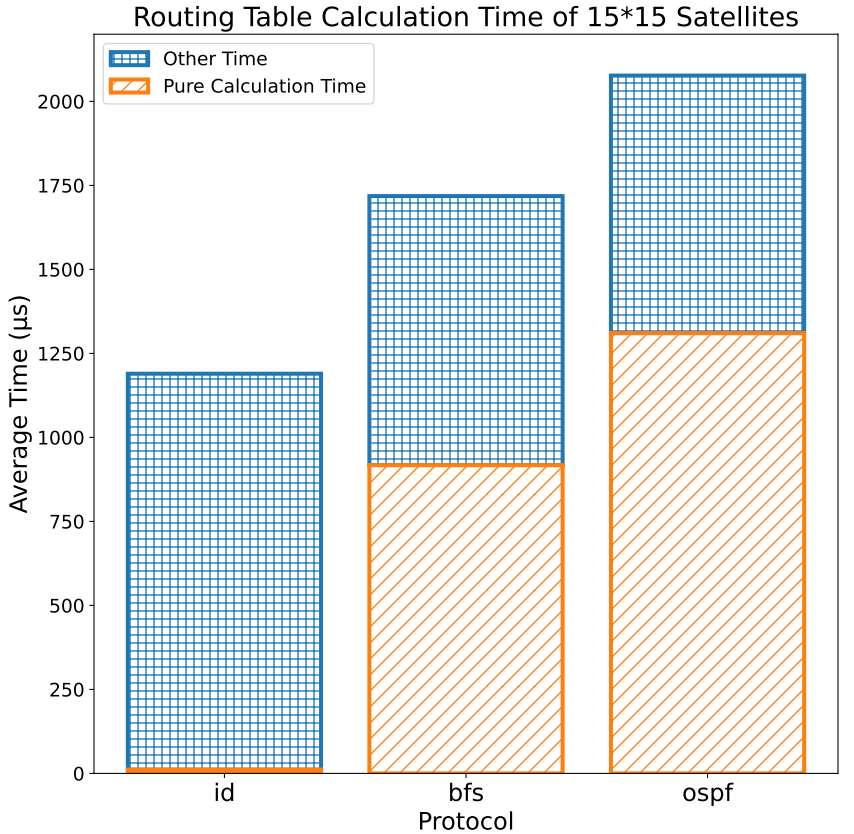 Routing Table Calculation Time of 15*15 Satellites
Other Time
Pure Calculation Time
2000
1750
1500
1250
1000
750
500
250
0
Average Time (μs)
id
bfs
ospf
Protocol